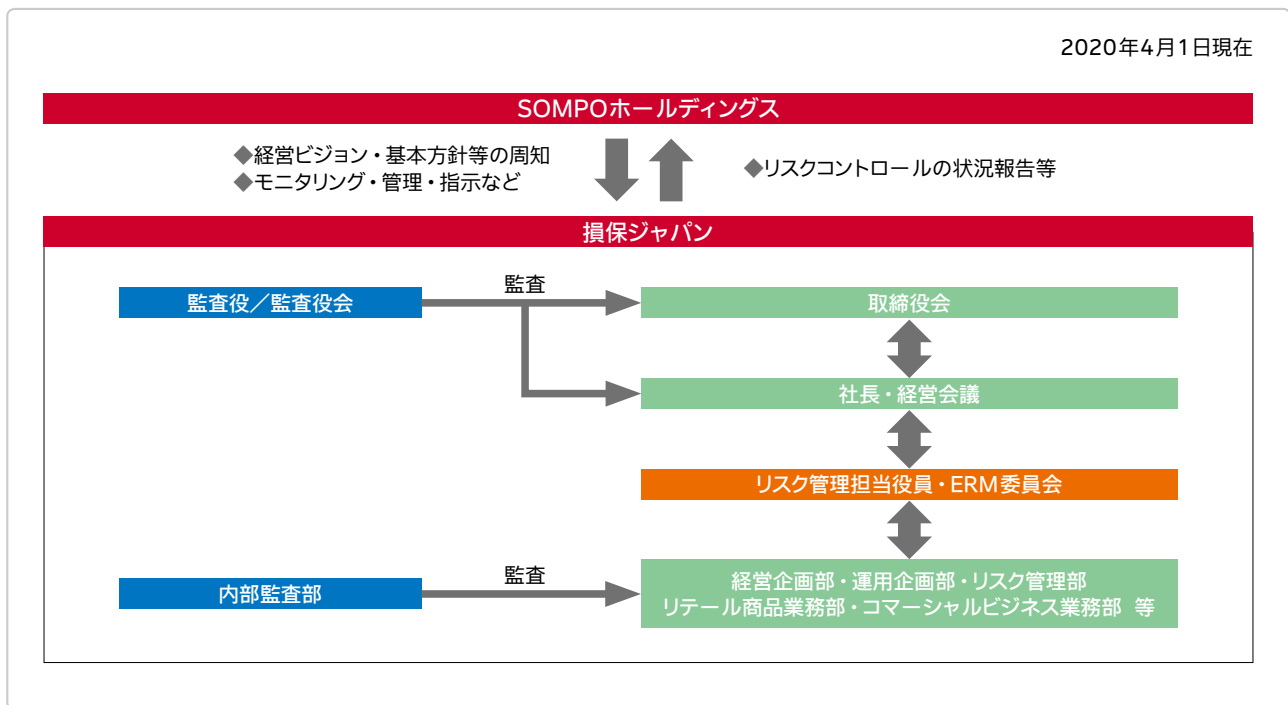 2020年4月1日現在
SOMPOホールディングス
◆経営ビジョン・基本方針等の周知
◆モニタリング・管理・指示など
◆リスクコントロールの状況報告等
損保ジャパン
監査役／監査役会
監査
取締役会
社長・経営会議
リスク管理担当役員・ERM委員会
内部監査部
監査
経営企画部・運用企画部・リスク管理部
リテール商品業務部・コマーシャルビジネス業務部 等